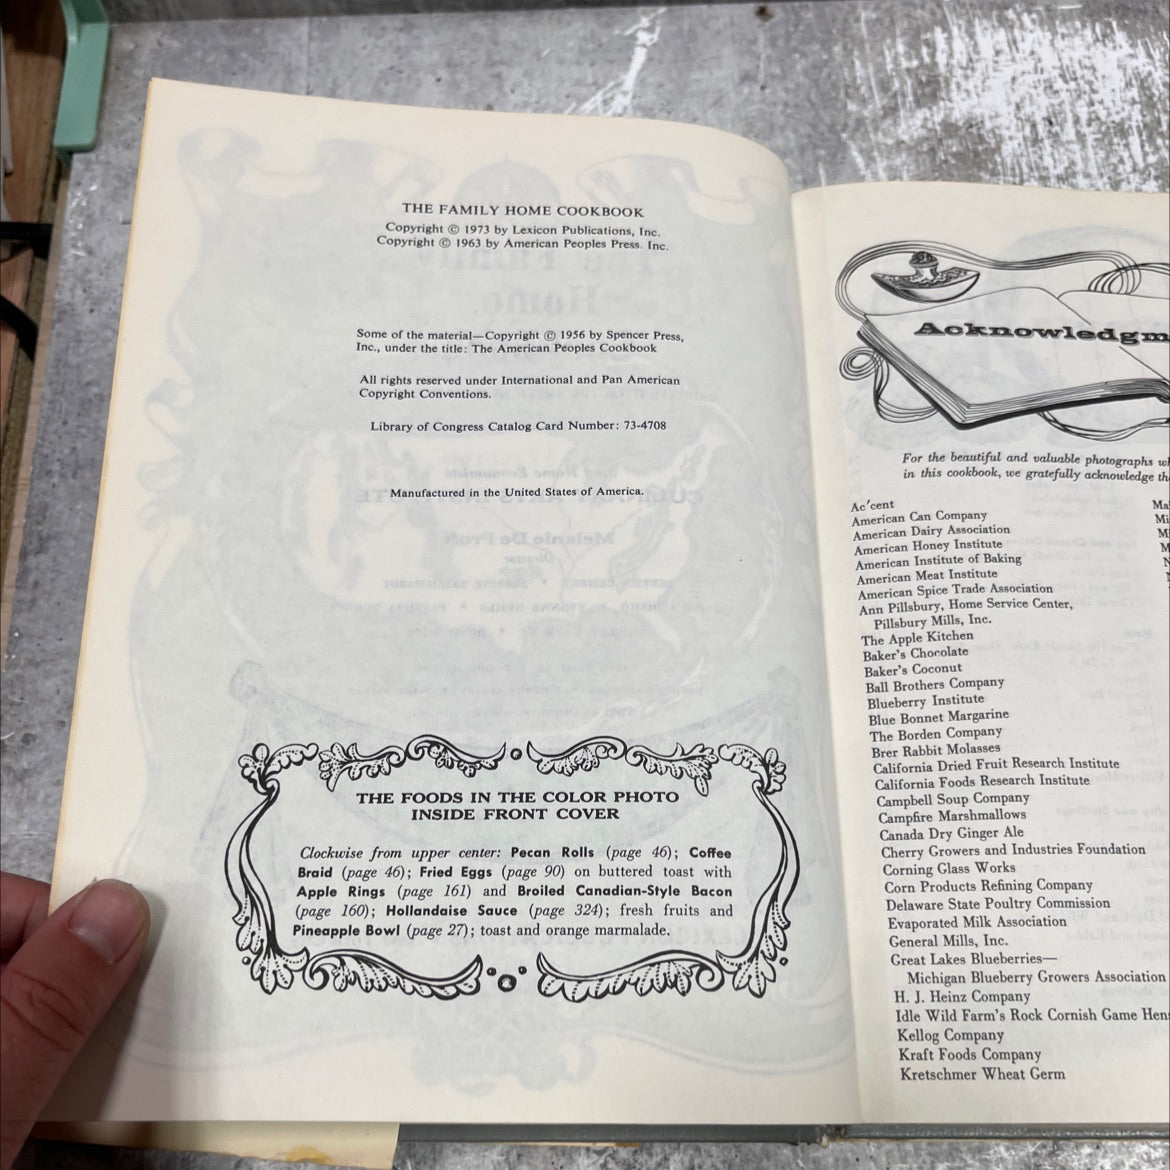 THE FAMILY HOME COOKBOOK
Copyright © 1973 by Lexicon Publications, Inc.
Copyright © 1963 by American Peoples Press. Inc.
Some of the material—Copyright © 1956 by Spencer Press,
Inc., under the title: The American Peoples Cookbook
All rights reserved under International and Pan American
Copyright Conventions.
Library of Congress Catalog Card Number: 73-4708
Manufactured in the United States of America.
THE FOODS IN THE COLOR PHOTO
INSIDE FRONT COVER
Clockwise from upper center: Pecan Rolls (page 46); Coffee
Braid (page 46); Fried Eggs (page 90) on buttered toast with
Apple Rings (page 161) and Broiled Canadian-Style Bacon
(page 160); Hollandaise Sauce (page 324); fresh fruits and
Pineapple Bowl (page 27); toast and orange marmalade.
Acknowledgm
For the beautiful and valuable photographs w
in this cookbook, we gratefully acknowledge th
Ac′cent
American Can Company
American Dairy Association
American Honey Institute
American Institute of Baking
American Meat Institute
American Spice Trade Association
Ann Pillsbury, Home Service Center,
Pillsbury Mills, Inc.
The Apple Kitchen
Baker's Chocolate
Baker's Coconut
Ball Brothers Company
Blueberry Institute
Blue Bonnet Margarine
The Borden Company
Brer Rabbit Molasses
California Dried Fruit Research Institute
California Foods Research Institute
Campbell Soup Company
Campfire Marshmallows
Canada Dry Ginger Ale
Cherry Growers and Industries Foundation
Corning Glass Works
Corn Products Refining Company
Delaware State Poultry Commission
Evaporated Milk Association
General Mills, Inc.
Great Lakes Blueberries—
Michigan Blueberry Growers Association
H. J. Heinz Company
Idle Wild Farm's Rock Cornish Game Hens
Kellog Company
Kraft Foods Company
Kretschmer Wheat Germ
Ma
Mi
Mi
M
N